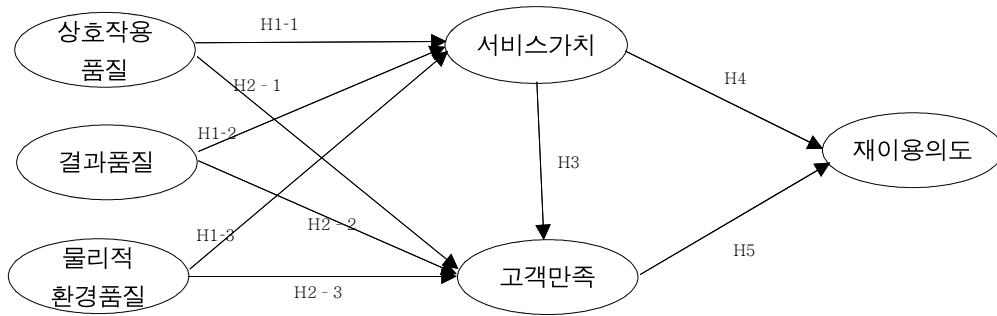 상호작용
품질
H1-1
서비스가치
H2 - 1
H4
H1-2
결과품질
H3
재이용의도
H1-3
H2 - 2
물리적
환경품질
H2 - 3
고객만족
H5